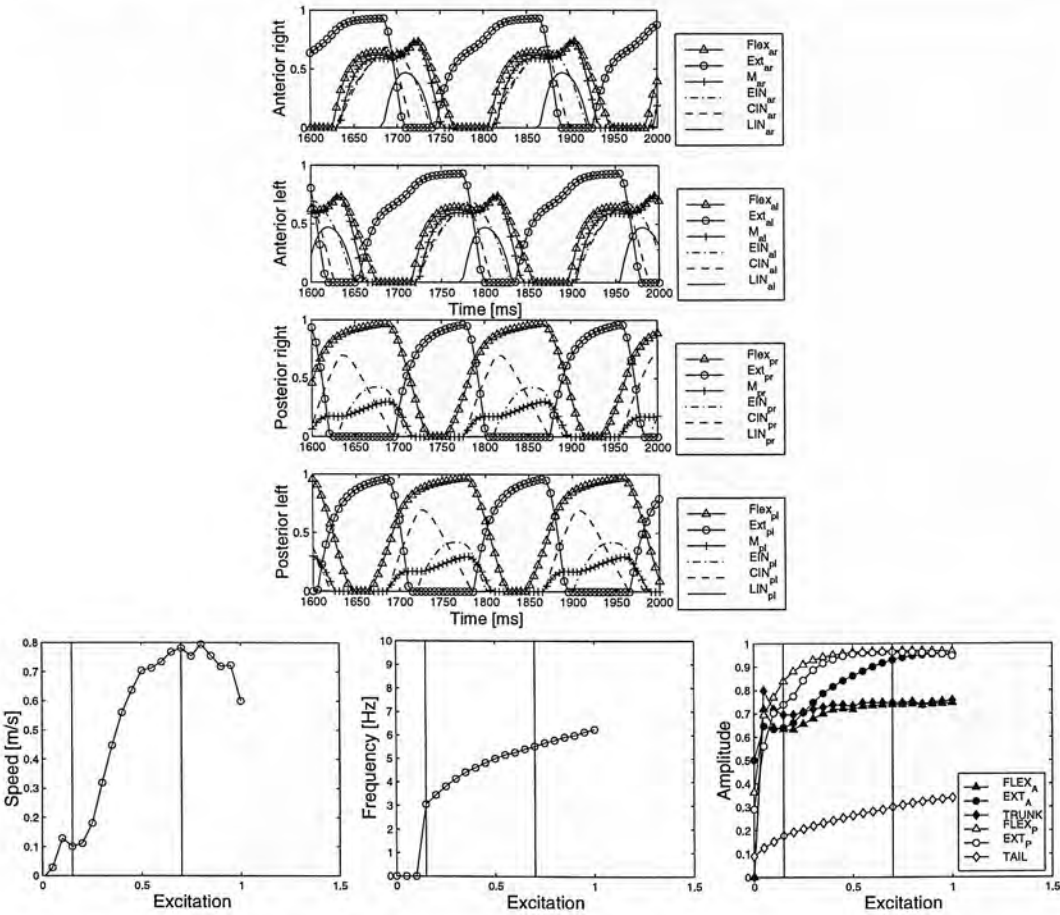 Anterior right
1
0.5
0
1600 1650 1700 1750 1800 1850 1900 1950 2000
Flex_ar
Ext_ar
M_ar
EIN_ar
CIN_ar
LIN_ar
Anterior left
1
0.5
0
1600 1650 1700 1750 1800 1850 1900 1950 2000
Time [ms]
Flex_al
Ext_al
M_al
EIN_al
CIN_al
LIN_al
Posterior right
1
0.5
0
1600 1650 1700 1750 1800 1850 1900 1950 2000
Flex_pr
Ext_pr
M_pr
EIN_pr
CIN_pr
LIN_pr
Posterior left
1
0.5
0
1600 1650 1700 1750 1800 1850 1900 1950 2000
Time [ms]
Flex_pl
Ext_pl
M_pl
EIN_pl
CIN_pl
LIN_pl
Speed [m/s]
0.8
0.7
0.6
0.5
0.4
0.3
0.2
0.1
0
0 0.5 1 1.5
Excitation
Frequency [Hz]
10
9
8
7
6
5
4
3
2
1
0
0 0.5 1 1.5
Excitation
Amplitude
1
0.9
0.8
0.7
0.6
0.5
0.4
0.3
0.2
0.1
0
0 0.5 1 1.5
Excitation
FLEX_A
EXT_A
TRUNK
FLEX_P
EXT_P
TAIL